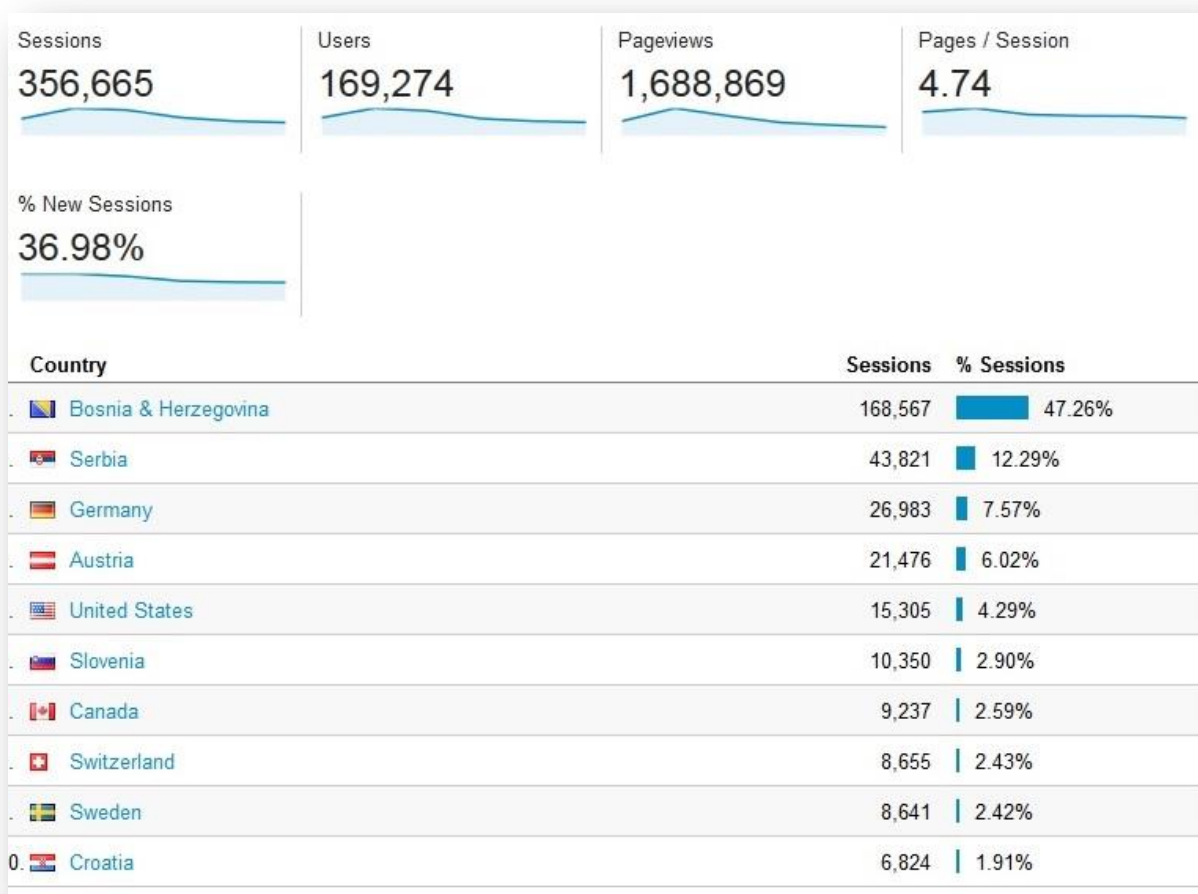 Sessions Users Pageviews Pages / Session
356,665 169,274 1,688,869 4.74
% New Sessions
36.98%
Country Sessions % Sessions
. Bosnia & Herzegovina 168,567 47.26%
. Serbia 43,821 12.29%
. Germany 26,983 7.57%
. Austria 21,476 6.02%
. United States 15,305 4.29%
. Slovenia 10,350 2.90%
. Canada 9,237 2.59%
. Switzerland 8,655 2.43%
. Sweden 8,641 2.42%
0. Croatia 6,824 1.91%